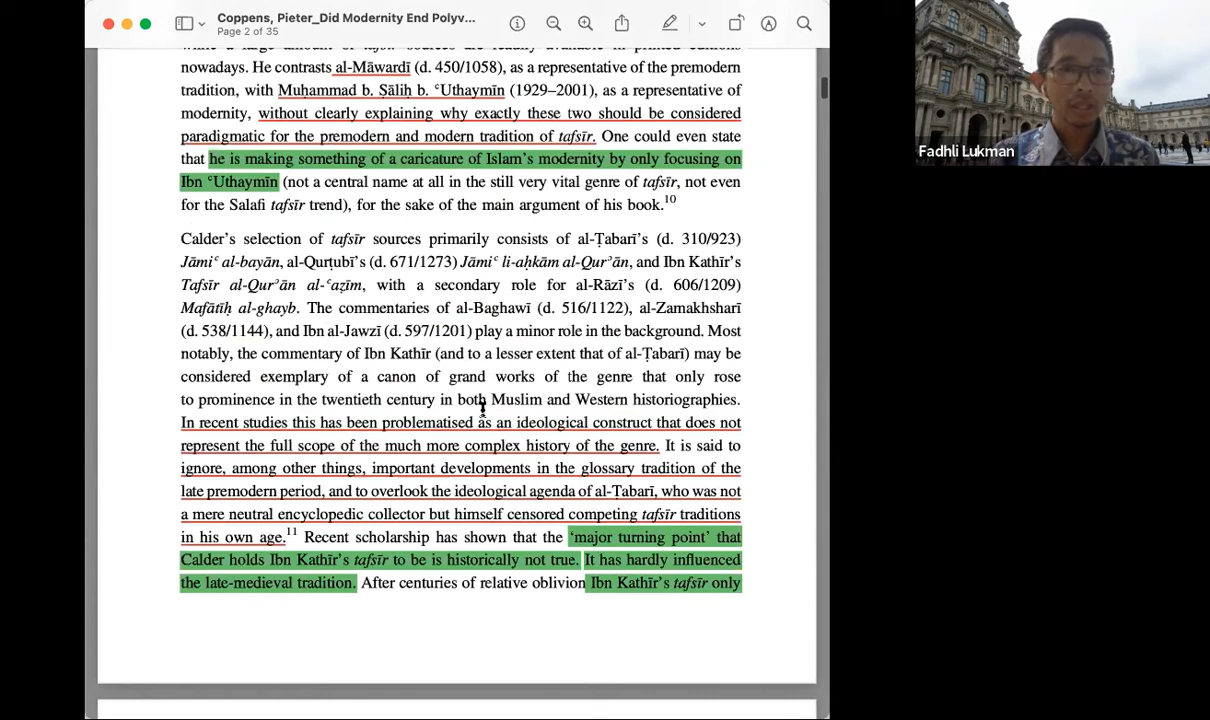 Coppens, Pieter_Did Modernity End Polyv...
Page 2 of 35
while a large amount of tafsīr sources are readily available in printed editions
nowadays. He contrasts al-Māwardī (d. 450/1058), as a representative of the premodern
tradition, with Muḥammad b. Ṣāliḥ b. ʿUthaymīn (1929–2001), as a representative of
modernity, without clearly explaining why exactly these two should be considered
paradigmatic for the premodern and modern tradition of tafsīr. One could even state
that he is making something of a caricature of Islam’s modernity by only focusing on
Ibn ʿUthaymīn (not a central name at all in the still very vital genre of tafsīr, not even
for the Salafi tafsīr trend), for the sake of the main argument of his book.10
Calder’s selection of tafsīr sources primarily consists of al-Ṭabarī’s (d. 310/923)
Jāmiʿ al-bayān, al-Qurṭubī’s (d. 671/1273) Jāmiʿ li-aḥkām al-Qurʾān, and Ibn Kathīr’s
Tafsīr al-Qurʾān al-ʿaẓīm, with a secondary role for al-Rāzī’s (d. 606/1209)
Mafātīḥ al-ghayb. The commentaries of al-Baghawī (d. 516/1122), al-Zamakhsharī
(d. 538/1144), and Ibn al-Jawzī (d. 597/1201) play a minor role in the background. Most
notably, the commentary of Ibn Kathīr (and to a lesser extent that of al-Ṭabarī) may be
considered exemplary of a canon of grand works of the genre that only rose
to prominence in the twentieth century in both Muslim and Western historiographies.
In recent studies this has been problematised as an ideological construct that does not
represent the full scope of the much more complex history of the genre. It is said to
ignore, among other things, important developments in the glossary tradition of the
late premodern period, and to overlook the ideological agenda of al-Ṭabarī, who was not
a mere neutral encyclopedic collector but himself censored competing tafsīr traditions
in his own age.11 Recent scholarship has shown that the ‘major turning point’ that
Calder holds Ibn Kathīr’s tafsīr to be is historically not true. It has hardly influenced
the late-medieval tradition. After centuries of relative oblivion Ibn Kathīr’s tafsīr only
Fadhli Lukman